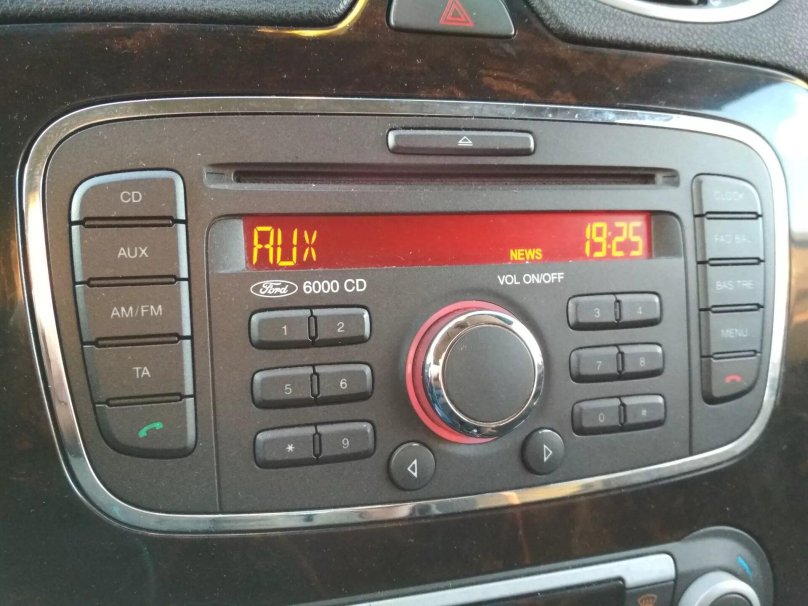 CD
AUX
AM/FM
TA
AUX NEWS 19:25
Ford 6000 CD
VOL ON/OFF
1 2
3 4
5 6
7 8
* 9
0 #
CLOCK
FAD BAL
BAS TRE
MENU